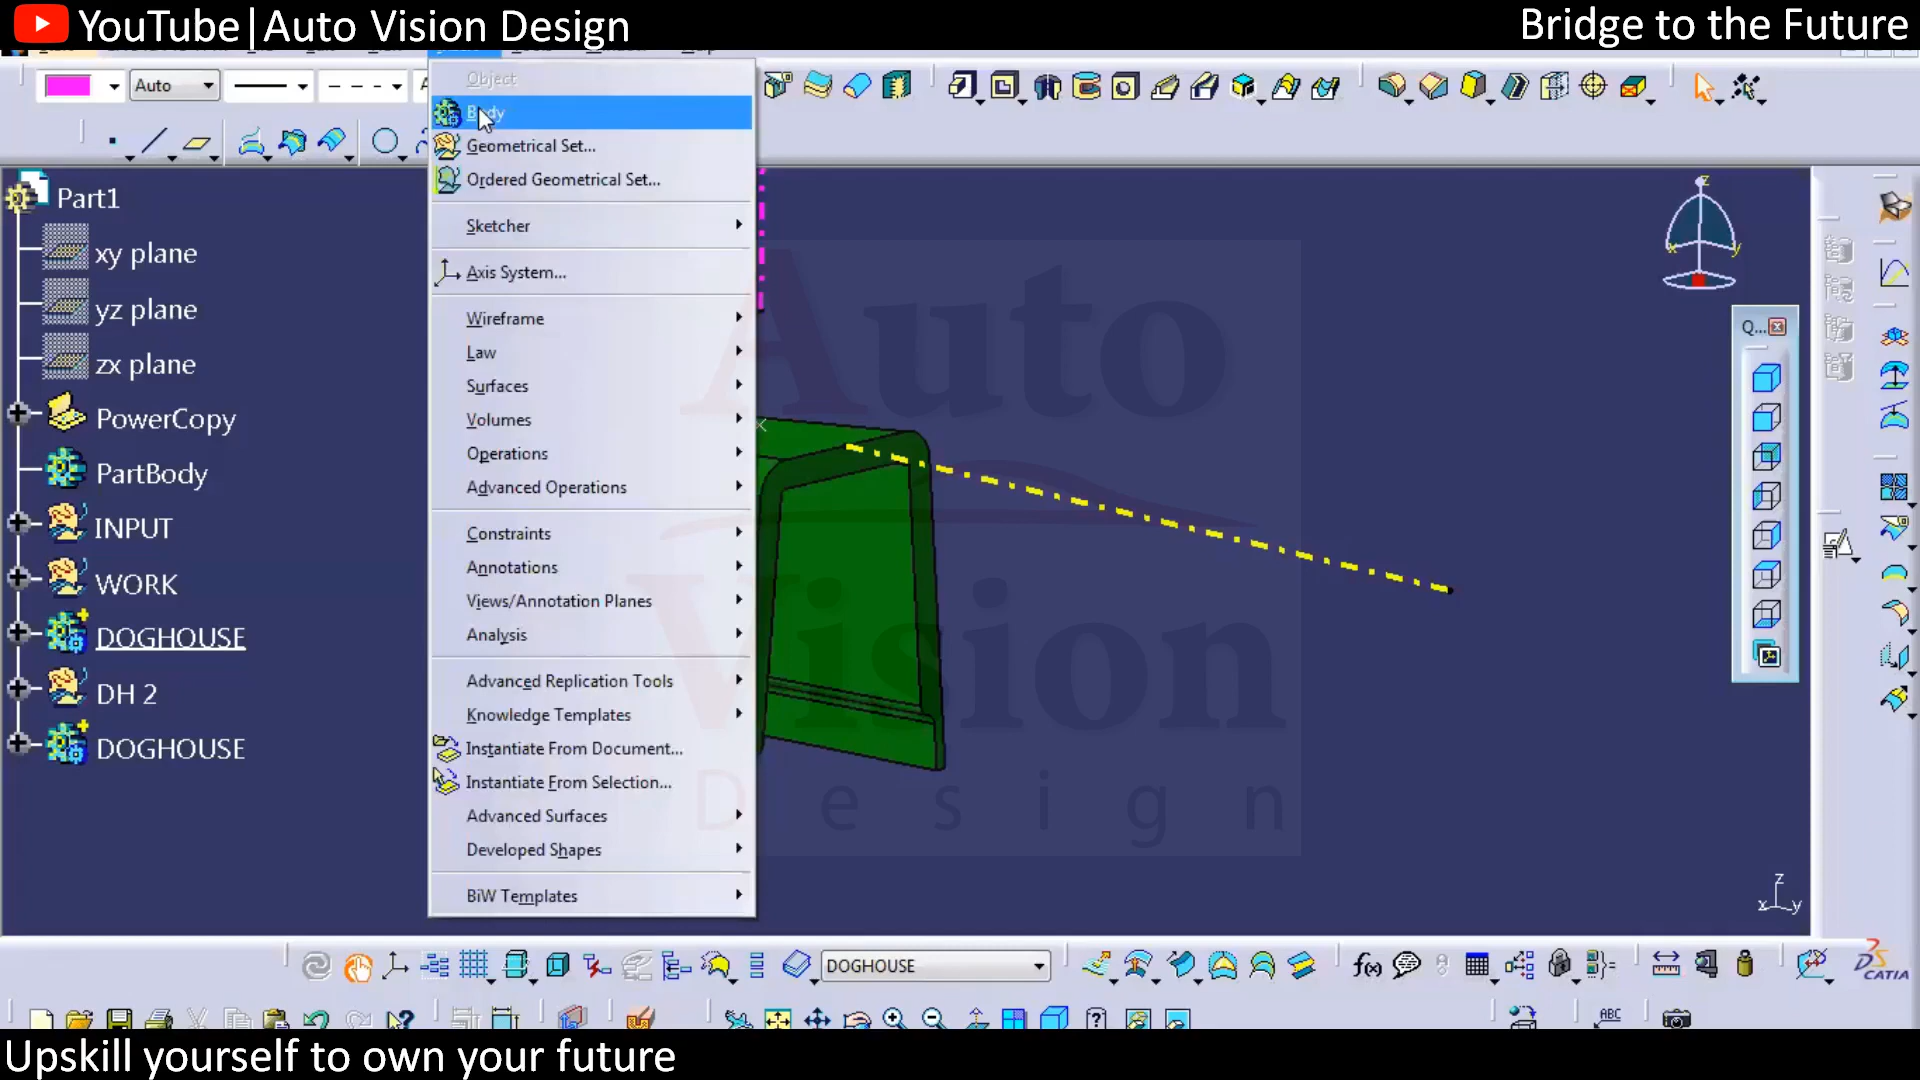 YouTube|Auto Vision Design
Bridge to the Future
Auto
Object
Body
Geometrical Set...
Ordered Geometrical Set...
Sketcher
Axis System...
Wireframe
Law
Surfaces
Volumes
Operations
Advanced Operations
Constraints
Annotations
Views/Annotation Planes
Analysis
Advanced Replication Tools
Knowledge Templates
Instantiate From Document...
Instantiate From Selection...
Advanced Surfaces
Developed Shapes
BiW Templates
Part1
xy plane
yz plane
zx plane
PowerCopy
PartBody
INPUT
WORK
DOGHOUSE
DH 2
DOGHOUSE
Auto
Vision
Design
z
x
y
Q...
z
x
y
DOGHOUSE
f(x)
CATIA
ABC
Upskill yourself to own your future